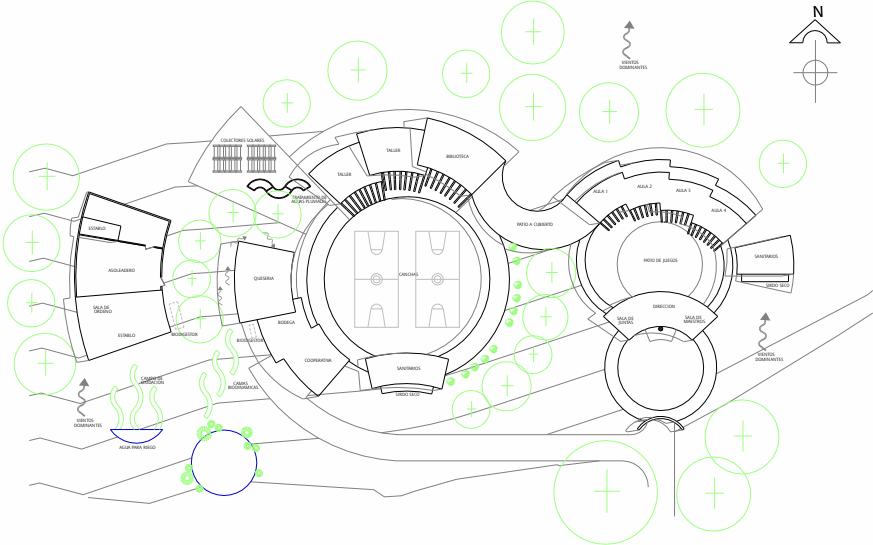 N
VIENTOS
DOMINANTES
COLECTORES SOLARES
TALLER
TALLER
BIBLIOTECA
TRATAMIENTO DE
AGUAS PLUVIALES
AULA 1
AULA 2
AULA 3
AULA 4
ESTABLO
PATIO A CUBIERTO
ASOLEADERO
PATIO DE JUEGOS
SANITARIOS
QUESERIA
CANCHAS
SIRDO SECO
SALA DE
ORDEÑO
DIRECCION
SALA DE
JUNTAS
SALA DE
MAESTROS
BODEGA
ESTABLO
BIODIGESTOR
BIODIGESTOR
VIENTOS
DOMINANTES
COOPERATIVA
SANITARIOS
SIRDO SECO
CAMPO DE
OXIDACION
CAMAS
BIODINAMICAS
VIENTOS
DOMINANTES
AGUA PARA RIEGO